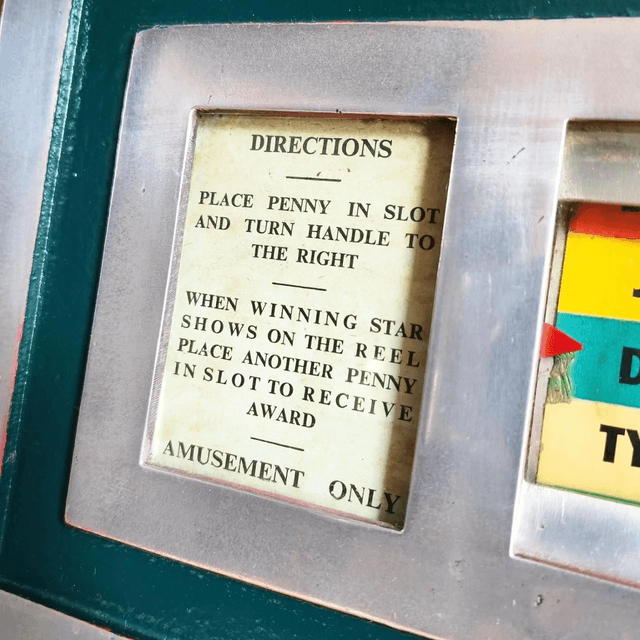 DIRECTIONS
PLACE PENNY IN SLOT
AND TURN HANDLE TO
THE RIGHT
WHEN WINNING STAR
SHOWS ON THE REEL
PLACE ANOTHER PENNY
IN SLOT TO RECEIVE
AWARD
AMUSEMENT ONLY
D
TY